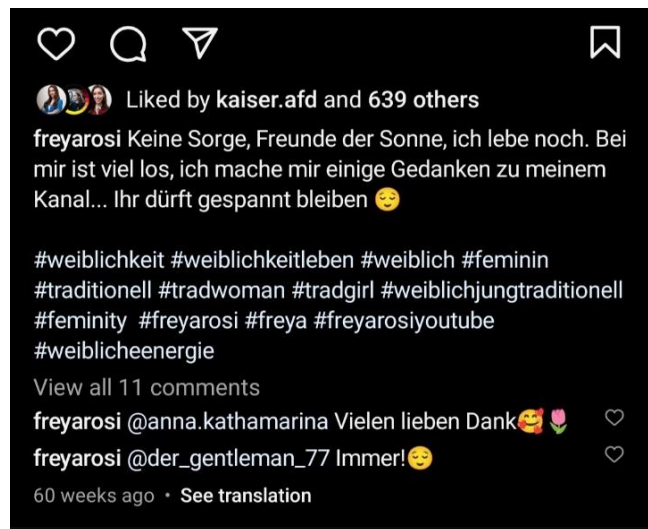 Liked by kaiser.afd and 639 others
freyarosi Keine Sorge, Freunde der Sonne, ich lebe noch. Bei
mir ist viel los, ich mache mir einige Gedanken zu meinem
Kanal... Ihr dürft gespannt bleiben 😌
#weiblichkeit #weiblichkeitleben #weiblich #feminin
#traditionell #tradwoman #tradgirl #weiblichjungtraditionell
#feminity #freyarosi #freya #freyarosiyoutube
#weiblicheenergie
View all 11 comments
freyarosi @anna.kathamarina Vielen lieben Dank🥰🌷
freyarosi @der_gentleman_77 Immer!😌
60 weeks ago • See translation